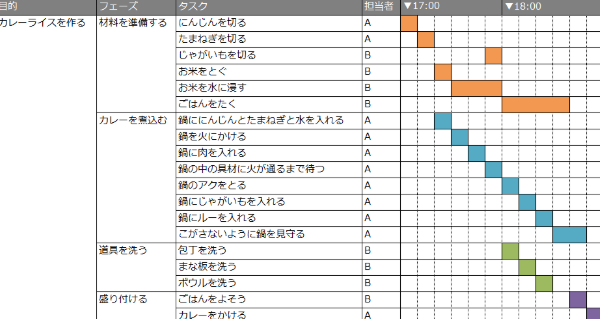 目的 フェーズ タスク 担当者 ▼17:00 ▼18:00
カレーライスを作る 材料を準備する にんじんを切る A
たまねぎを切る A
じゃがいもを切る B
お米をとぐ B
お米を水に浸す B
ごはんをたく B
カレーを煮込む 鍋ににんじんとたまねぎと水を入れる A
鍋を火にかける A
鍋に肉を入れる A
鍋の中の具材に火が通るまで待つ A
鍋のアクをとる A
鍋にじゃがいもを入れる A
鍋にルーを入れる A
こがさないように鍋を見守る A
道具を洗う 包丁を洗う B
まな板を洗う B
ボウルを洗う B
盛り付ける ごはんをよそう B
カレーをかける A